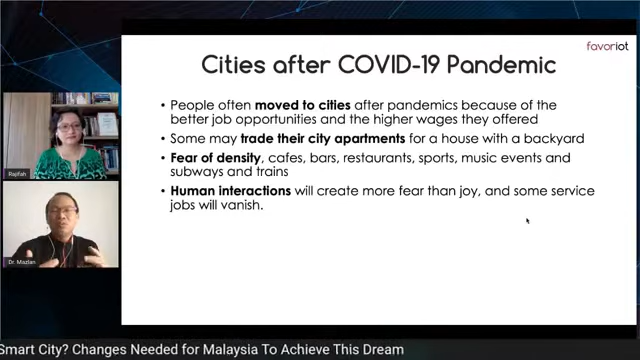 favoriot
Cities after COVID-19 Pandemic
• People often moved to cities after pandemics because of the
better job opportunities and the higher wages they offered
• Some may trade their city apartments for a house with a backyard
• Fear of density, cafes, bars, restaurants, sports, music events and
subways and trains
• Human interactions will create more fear than joy, and some service
jobs will vanish.
Rajifah
Dr. Mazlan
Smart City? Changes Needed for Malaysia To Achieve This Dream